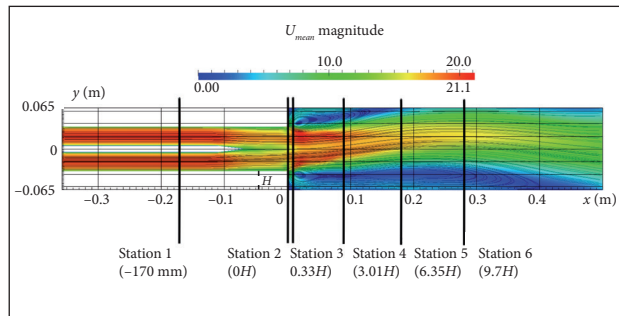 U_mean magnitude
10.0 20.0
0.00 21.1
y (m)
0.065
0
−0.065
H
−0.3 −0.2 −0.1 0 0.1 0.2 0.3 0.4 x (m)
Station 1 Station 2 Station 3 Station 4 Station 5 Station 6
(−170 mm) (0H) 0.33H) (3.01H) (6.35H) (9.7H)